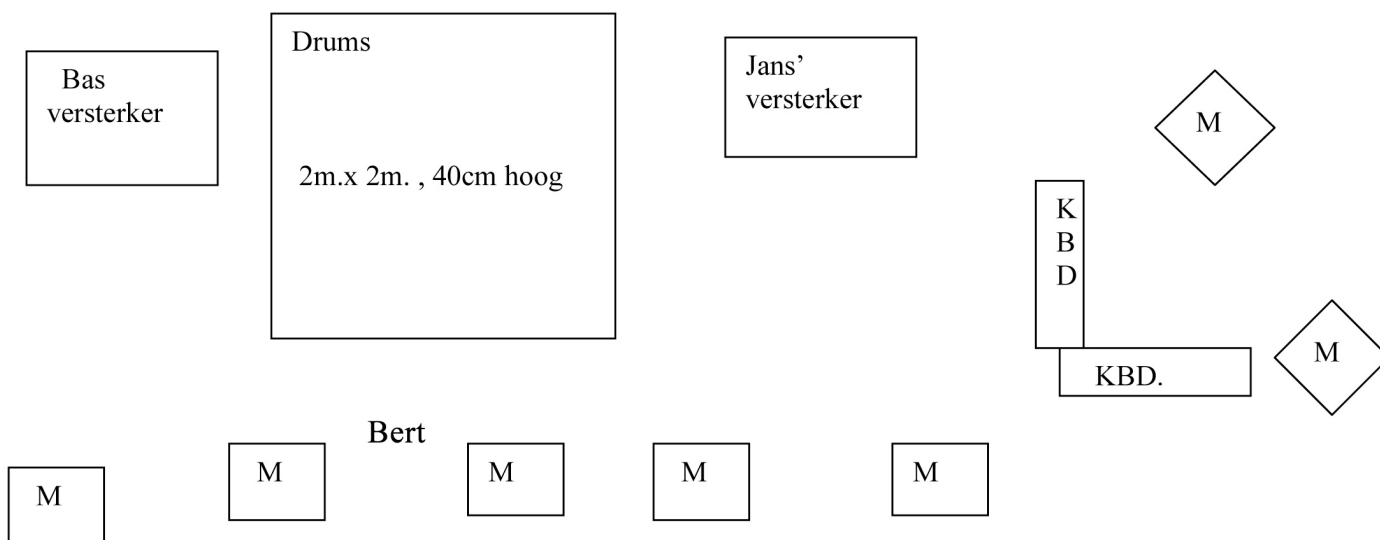 Drums
Bas
versterker
Jans’
versterker
M
2m.x 2m. , 40cm hoog
K
B
D
M
KBD.
Bert
M
M
M
M
M